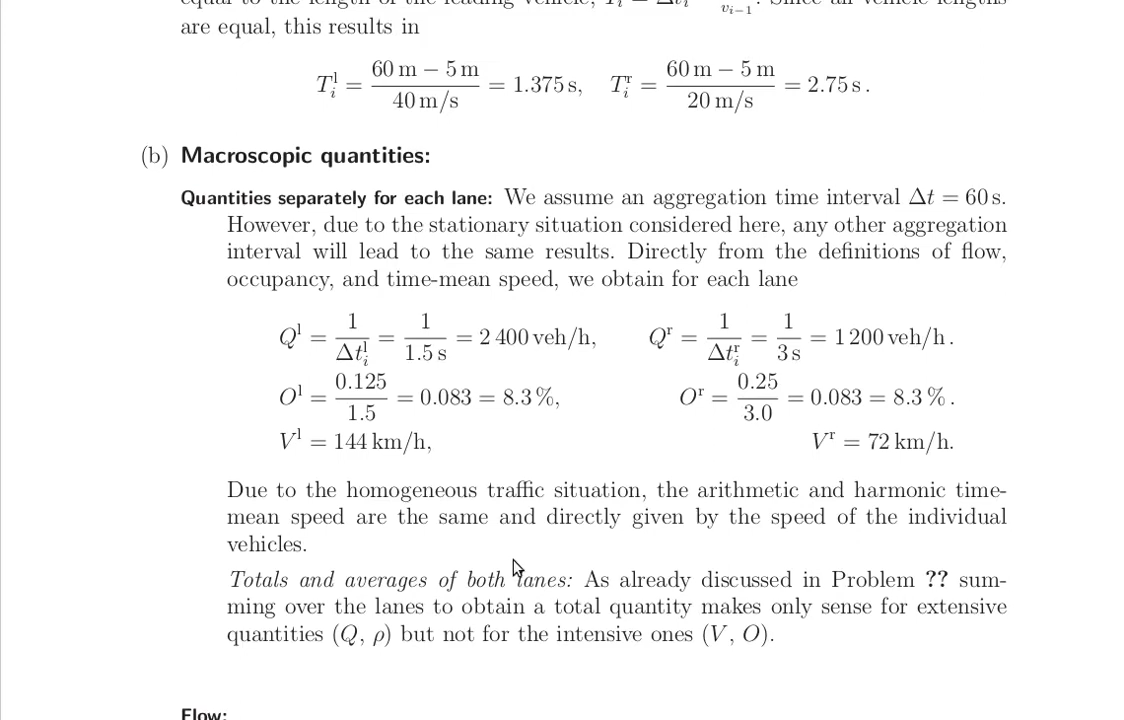 equal to the length of the leading vehicle, Since all vehicle lengths
v_{i−1}
are equal, this results in
T_i^l = (60 m − 5 m)/(40 m/s) = 1.375 s, T_i^r = (60 m − 5 m)/(20 m/s) = 2.75 s .
(b) Macroscopic quantities:
Quantities separately for each lane: We assume an aggregation time interval Δt = 60 s.
However, due to the stationary situation considered here, any other aggregation
interval will lead to the same results. Directly from the definitions of flow,
occupancy, and time-mean speed, we obtain for each lane
Q^l = 1/Δt_i^l = 1/(1.5 s) = 2 400 veh/h, Q^r = 1/Δt_i^r = 1/(3 s) = 1 200 veh/h .
O^l = 0.125/1.5 = 0.083 = 8.3 %, O^r = 0.25/3.0 = 0.083 = 8.3 % .
V^l = 144 km/h, V^r = 72 km/h.
Due to the homogeneous traffic situation, the arithmetic and harmonic time-
mean speed are the same and directly given by the speed of the individual
vehicles.
Totals and averages of both lanes: As already discussed in Problem ?? sum-
ming over the lanes to obtain a total quantity makes only sense for extensive
quantities (Q, ρ) but not for the intensive ones (V, O).
Flow: